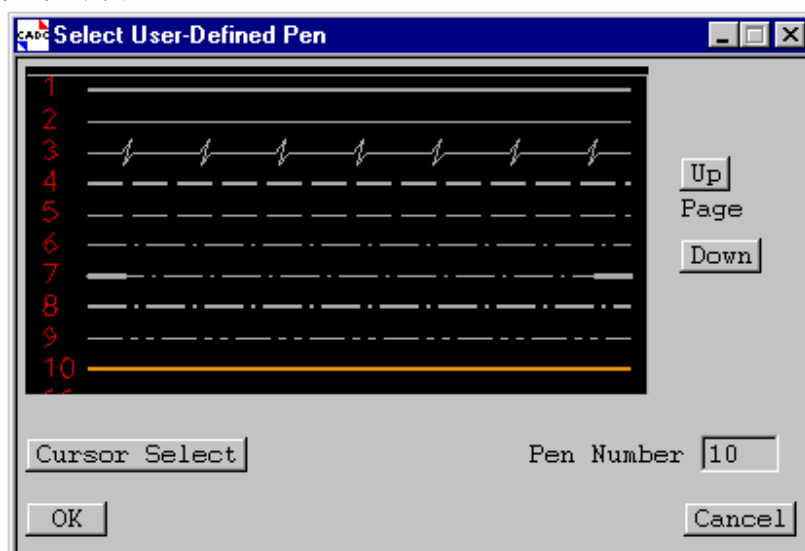 CADC Select User-Defined Pen
1
2
3
4
5
6
7
8
9
10
Up
Page
Down
Cursor Select
Pen Number 10
OK
Cancel